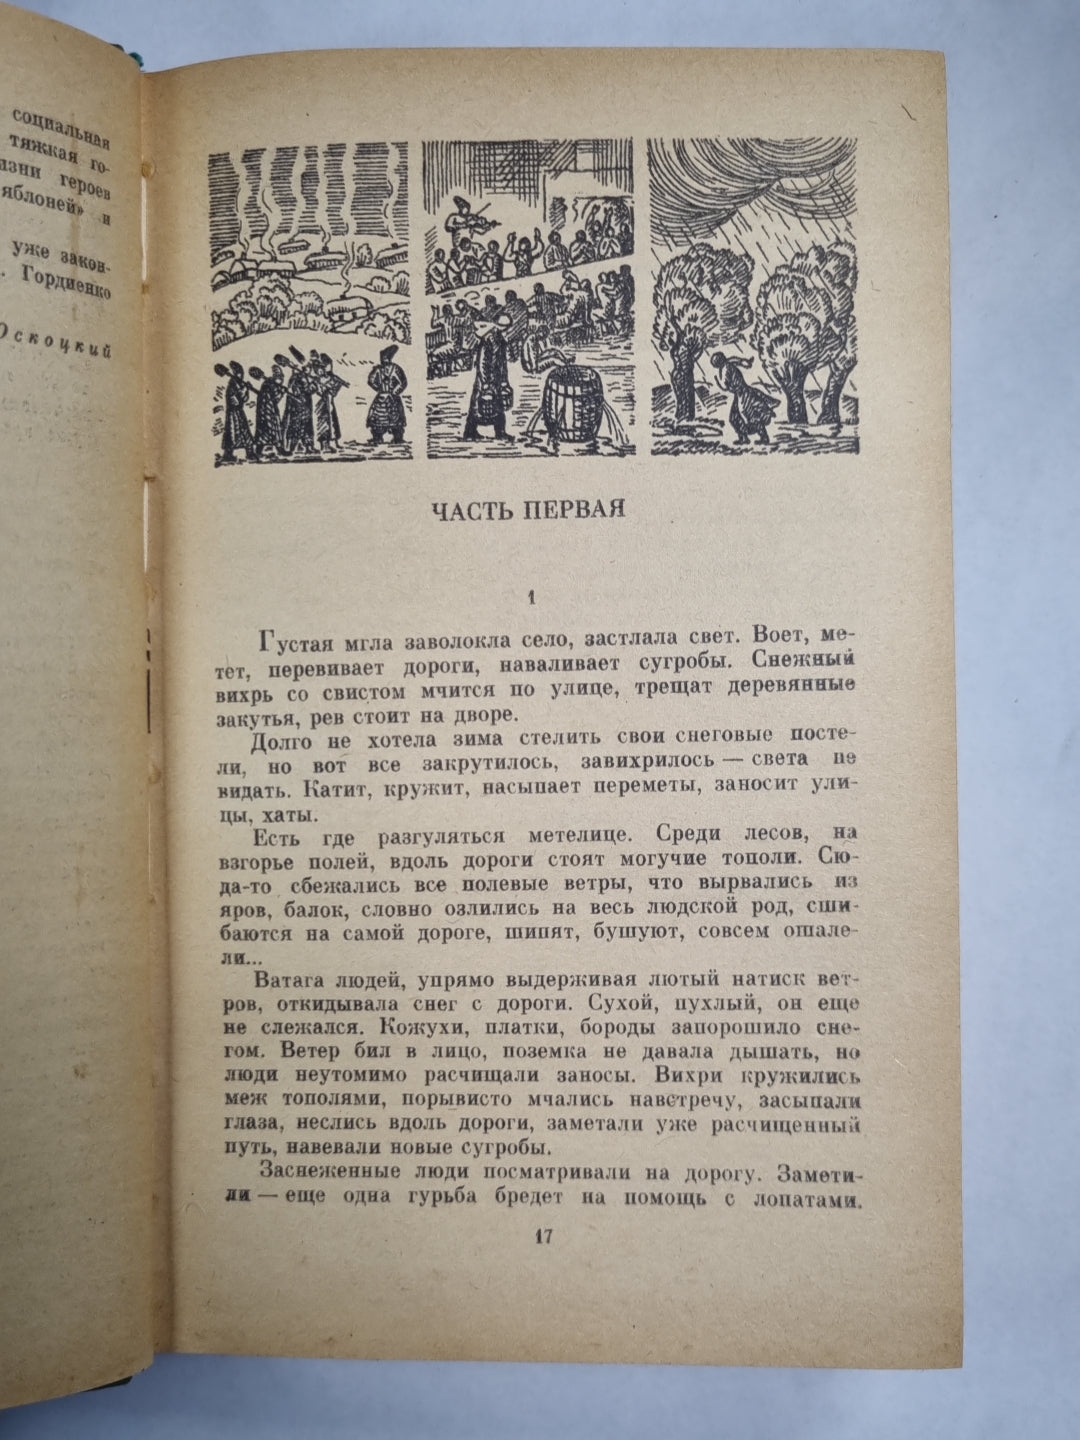 социальная
тяжкая го-
героев
яблоней» и
уже закон-
. Гордиенко
Оскоцкий
ЧАСТЬ ПЕРВАЯ
1
Густая мгла заволокла село, застлала свет. Воет, ме-
тет, перевивает дороги, наваливает сугробы. Снежный
вихрь со свистом мчится по улице, трещат деревянные
закутья, рев стоит на дворе.
Долго не хотела зима стелить свои снеговые посте-
ли, но вот все закрутилось, завихрилось — света не
видать. Катит, кружит, насыпает переметы, заносит ули-
цы, хаты.
Есть где разгуляться метелице. Среди лесов, на
взгорье полей, вдоль дороги стоят могучие тополи. Сю-
да-то сбежались все полевые ветры, что вырвались из
яров, балок, словно озлились на весь людской род, сши-
баются на самой дороге, шипят, бушуют, совсем ошале-
ли...
Ватага людей, упрямо выдерживая лютый натиск вет-
ров, откидывала снег с дороги. Сухой, пухлый, он еще
не слежался. Кожухи, платки, бороды запорошило сне-
гом. Ветер бил в лицо, поземка не давала дышать, но
люди неутомимо расчищали заносы. Вихри кружились
меж тополями, порывисто мчались навстречу, засыпали
глаза, неслись вдоль дороги, заметали уже расчищенный
путь, навевали новые сугробы.
Заснеженные люди посматривали на дорогу. Замети-
ли — еще одна гурьба бредет на помощь с лопатами.
17